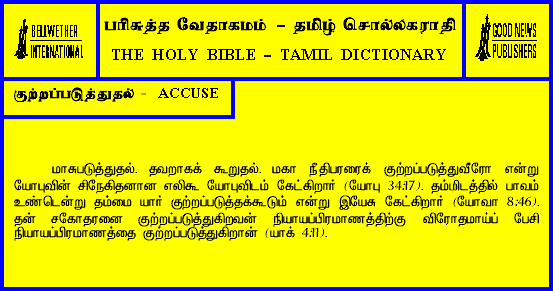 BELLWETHER
INTERNATIONAL
பரிசுத்த வேதாகமம் – தமிழ் சொல்லகராதி
THE HOLY BIBLE – TAMIL DICTIONARY
GOOD NEWS
PUBLISHERS
குற்றப்படுத்துதல் - ACCUSE
மாசுபடுத்துதல். தவறாகக் கூறுதல். மகா நீதிபரரைக் குற்றப்படுத்துவீரோ என்று
யோபுவின் சிநேகிதனான எலிகூ யோபுவிடம் கேட்கிறார் (யோபு 34:17). தம்மிடத்தில் பாவம்
உண்டென்று தம்மை யார் குற்றப்படுத்தக்கூடும் என்று இயேசு கேட்கிறார் (யோவா 8:46).
தன் சகோதரனை குற்றப்படுத்துகிறவன் நியாயப்பிரமாணத்திற்கு விரோதமாய்ப் பேசி
நியாயப்பிரமாணத்தை குற்றப்படுத்துகிறான் (யாக் 4:11).